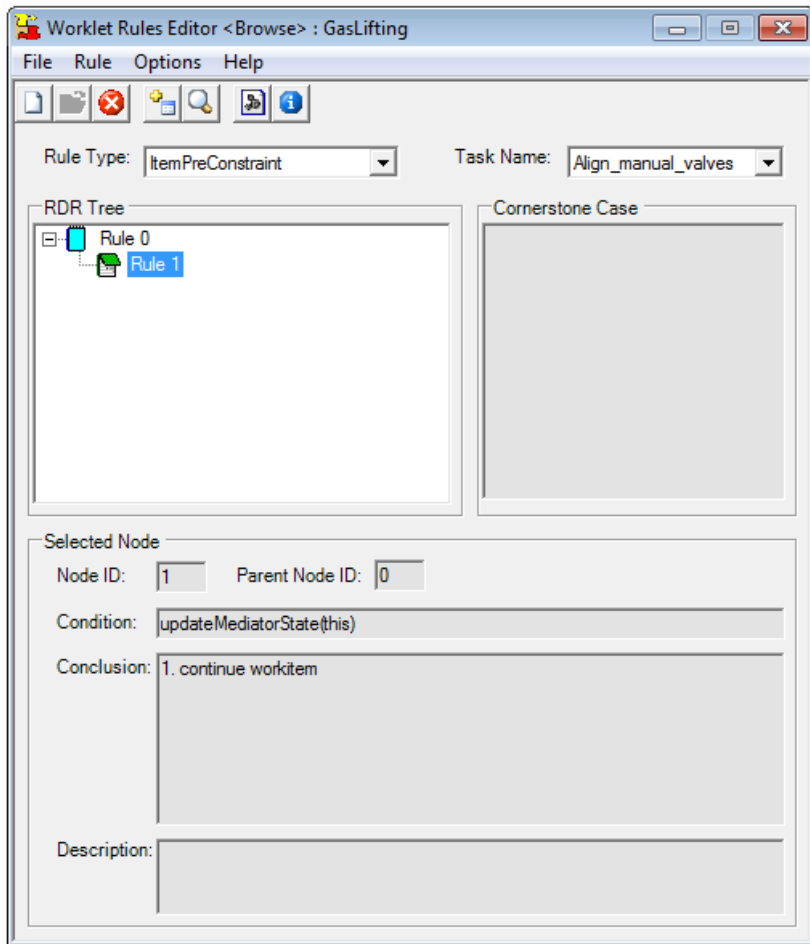 Worklet Rules Editor <Browse> : GasLifting
File Rule Options Help
Rule Type: ItemPreConstraint Task Name: Align_manual_valves
RDR Tree Cornerstone Case
Rule 0
Rule 1
Selected Node
Node ID: 1 Parent Node ID: 0
Condition: updateMediatorState(this)
Conclusion: 1. continue workitem
Description: